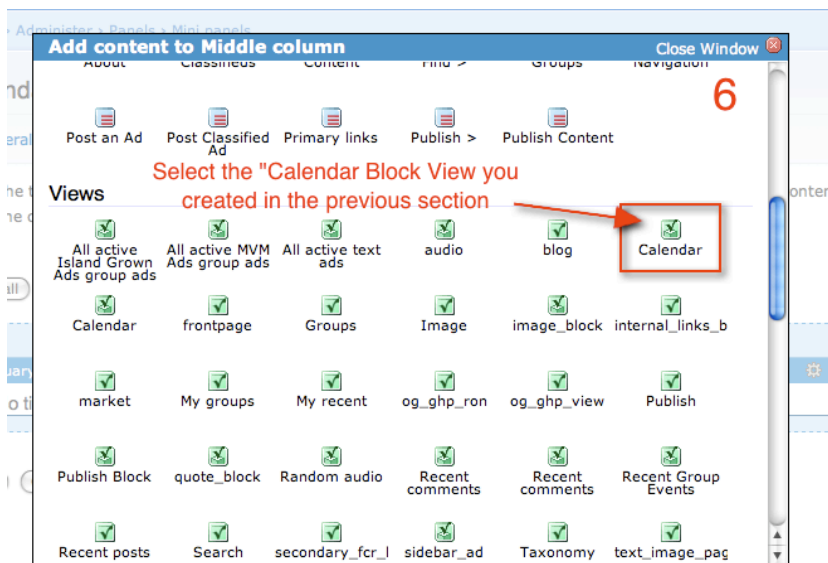 › Administer › Panels › Mini panels
Add content to Middle column
Close Window
About Classifieds Content Find > Groups Navigation
6
Post an Ad Post Classified Primary links Publish > Publish Content
Ad
Select the "Calendar Block View you
created in the previous section
Views
All active All active MVM All active text audio blog Calendar
Island Grown Ads group ads ads
Ads group ads
Calendar frontpage Groups Image image_block internal_links_b
market My groups My recent og_ghp_ron og_ghp_view Publish
Publish Block quote_block Random audio Recent Recent Recent Group
comments comments Events
Recent posts Search secondary_fcr_l sidebar_ad Taxonomy text_image_pag